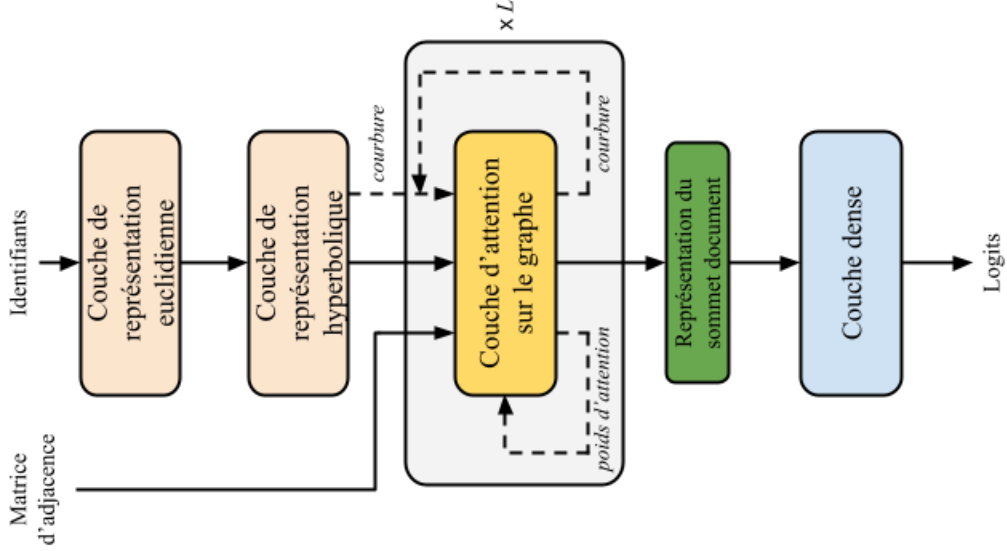 Identifiants
Matrice
d'adjacence
Couche de
représentation
euclidienne
Couche de
représentation
hyperbolique
courbure
x L
Couche d'attention
sur le graphe
courbure
poids d'attention
Représentation du
sommet document
Couche dense
Logits